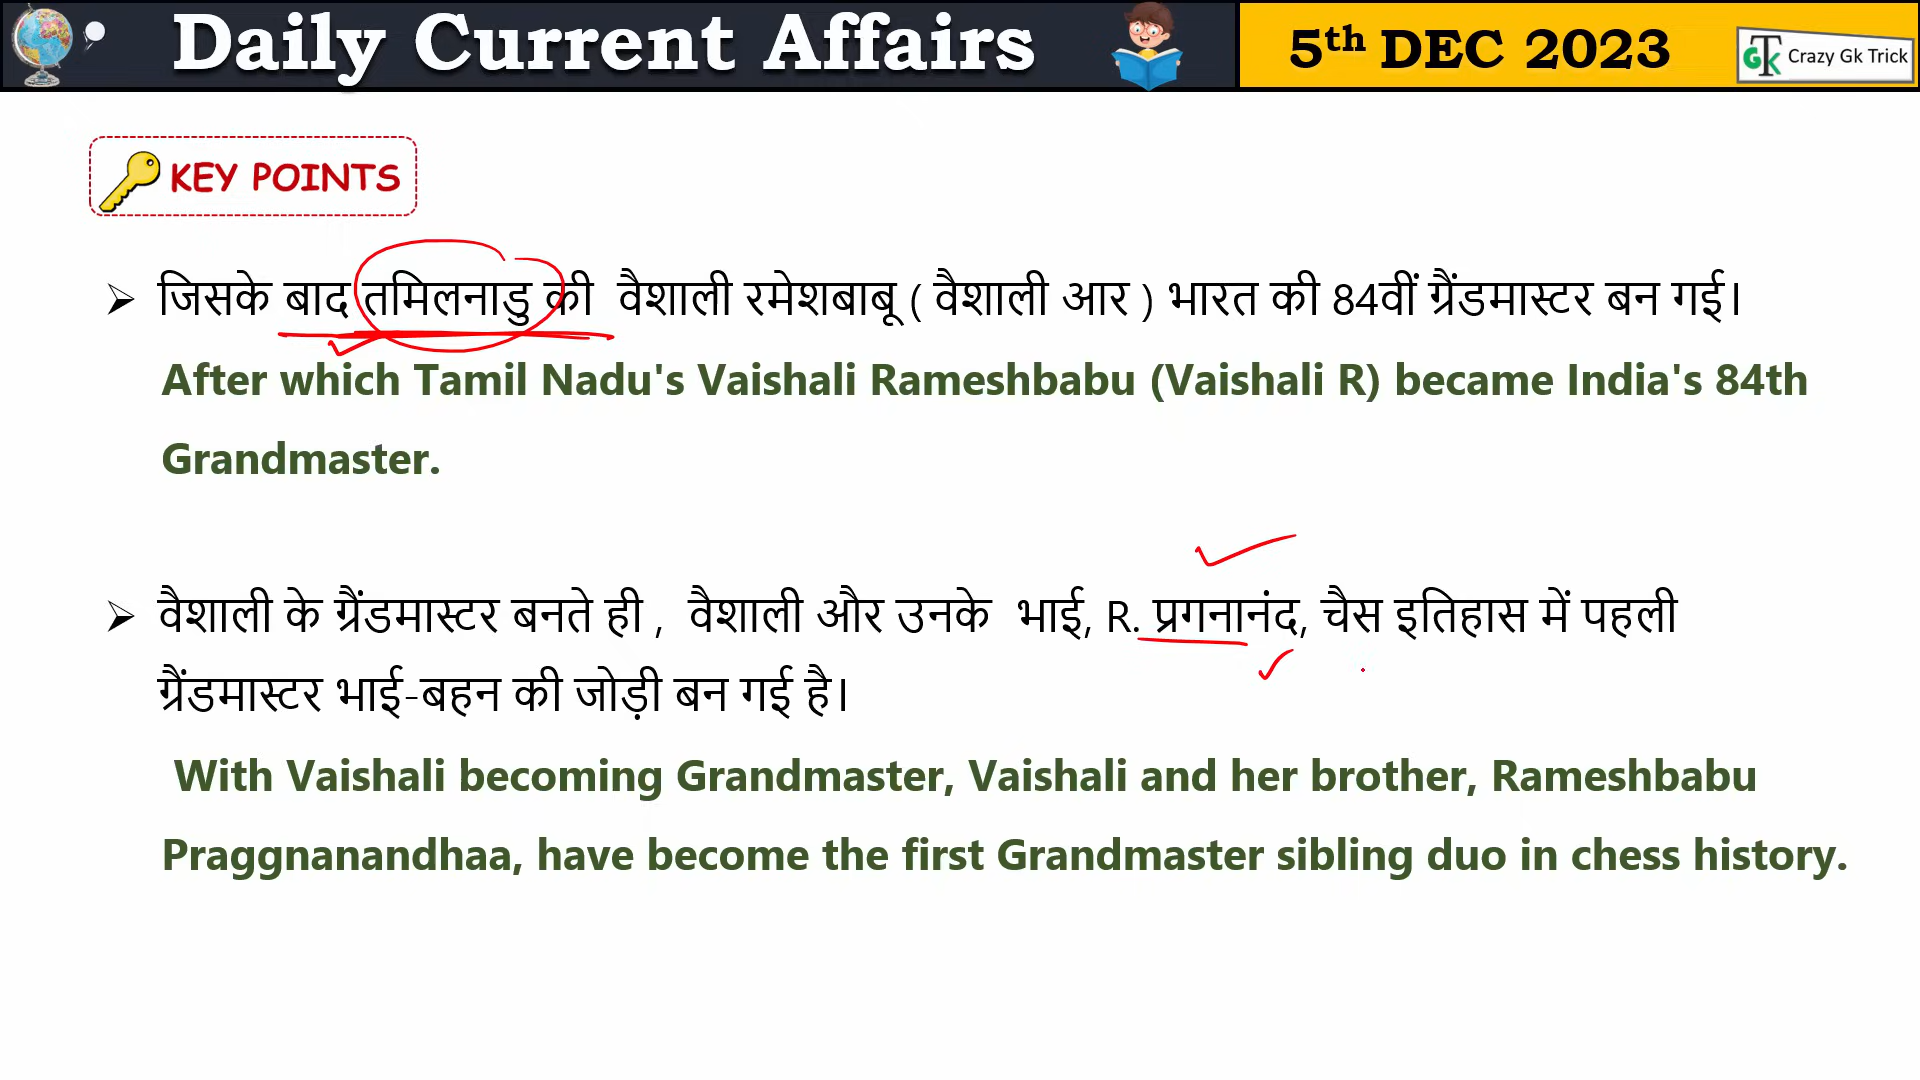 Daily Current Affairs
5th DEC 2023
GTK Crazy Gk Trick
KEY POINTS
जिसके बाद तमिलनाडु की वैशाली रमेशबाबू ( वैशाली आर ) भारत की 84वीं ग्रैंडमास्टर बन गई।
After which Tamil Nadu's Vaishali Rameshbabu (Vaishali R) became India's 84th
Grandmaster.
वैशाली के ग्रैंडमास्टर बनते ही , वैशाली और उनके भाई, R. प्रगनानंद, चैस इतिहास में पहली
ग्रैंडमास्टर भाई-बहन की जोड़ी बन गई है।
With Vaishali becoming Grandmaster, Vaishali and her brother, Rameshbabu
Praggnanandhaa, have become the first Grandmaster sibling duo in chess history.